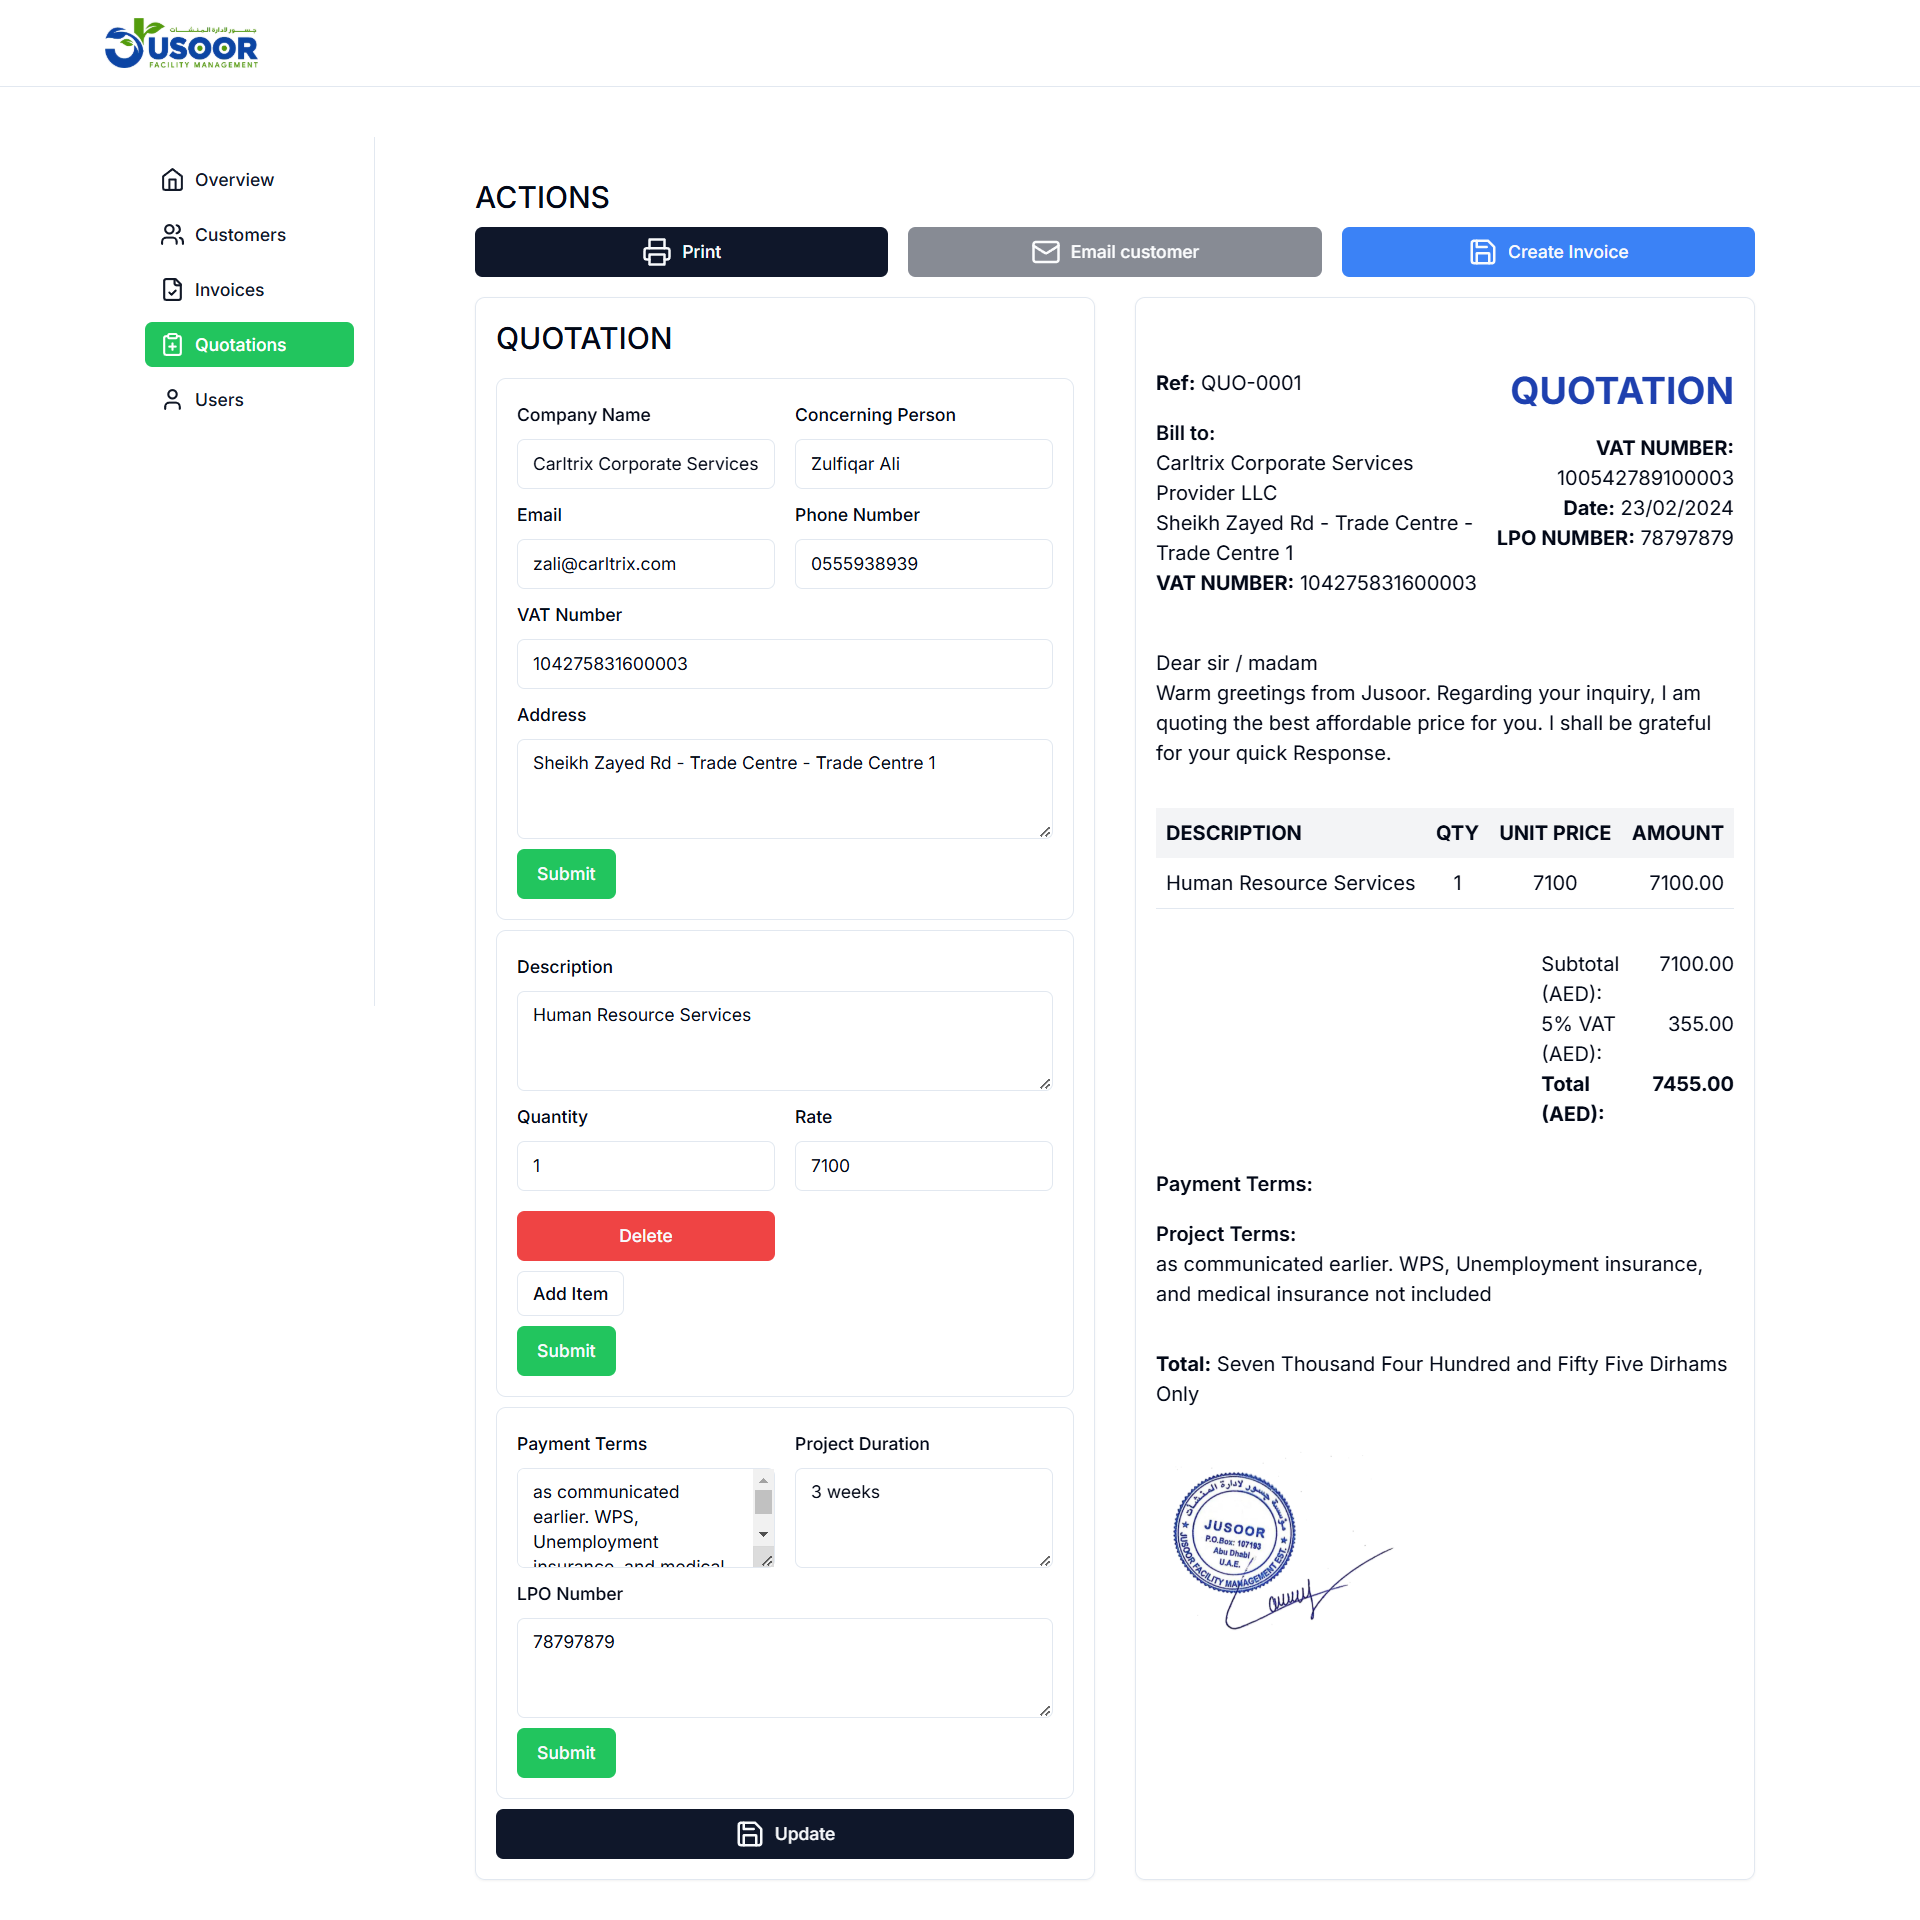 جسور لادارة المنشآت
JUSOOR
FACILITY MANAGEMENT
Overview
Customers
Invoices
Quotations
Users
ACTIONS
Print
Email customer
Create Invoice
QUOTATION
Company Name
Concerning Person
Carltrix Corporate Services
Zulfiqar Ali
Email
Phone Number
zali@carltrix.com
0555938939
VAT Number
104275831600003
Address
Sheikh Zayed Rd - Trade Centre - Trade Centre 1
Submit
Description
Human Resource Services
Quantity
Rate
1
7100
Delete
Add Item
Submit
Payment Terms
Project Duration
as communicated
earlier. WPS,
Unemployment
insurance, and medical
3 weeks
LPO Number
78797879
Submit
Update
Ref: QUO-0001
QUOTATION
Bill to:
Carltrix Corporate Services
Provider LLC
Sheikh Zayed Rd - Trade Centre -
Trade Centre 1
VAT NUMBER: 104275831600003
VAT NUMBER:
100542789100003
Date: 23/02/2024
LPO NUMBER: 78797879
Dear sir / madam
Warm greetings from Jusoor. Regarding your inquiry, I am
quoting the best affordable price for you. I shall be grateful
for your quick Response.
DESCRIPTION QTY UNIT PRICE AMOUNT
Human Resource Services 1 7100 7100.00
Subtotal 7100.00
(AED):
5% VAT 355.00
(AED):
Total 7455.00
(AED):
Payment Terms:
Project Terms:
as communicated earlier. WPS, Unemployment insurance,
and medical insurance not included
Total: Seven Thousand Four Hundred and Fifty Five Dirhams
Only
مؤسسة جسور لادارة المنشآت
JUSOOR
P.O.Box: 107193
Abu Dhabi
U.A.E.
JUSOOR FACILITY MANAGEMENT EST.